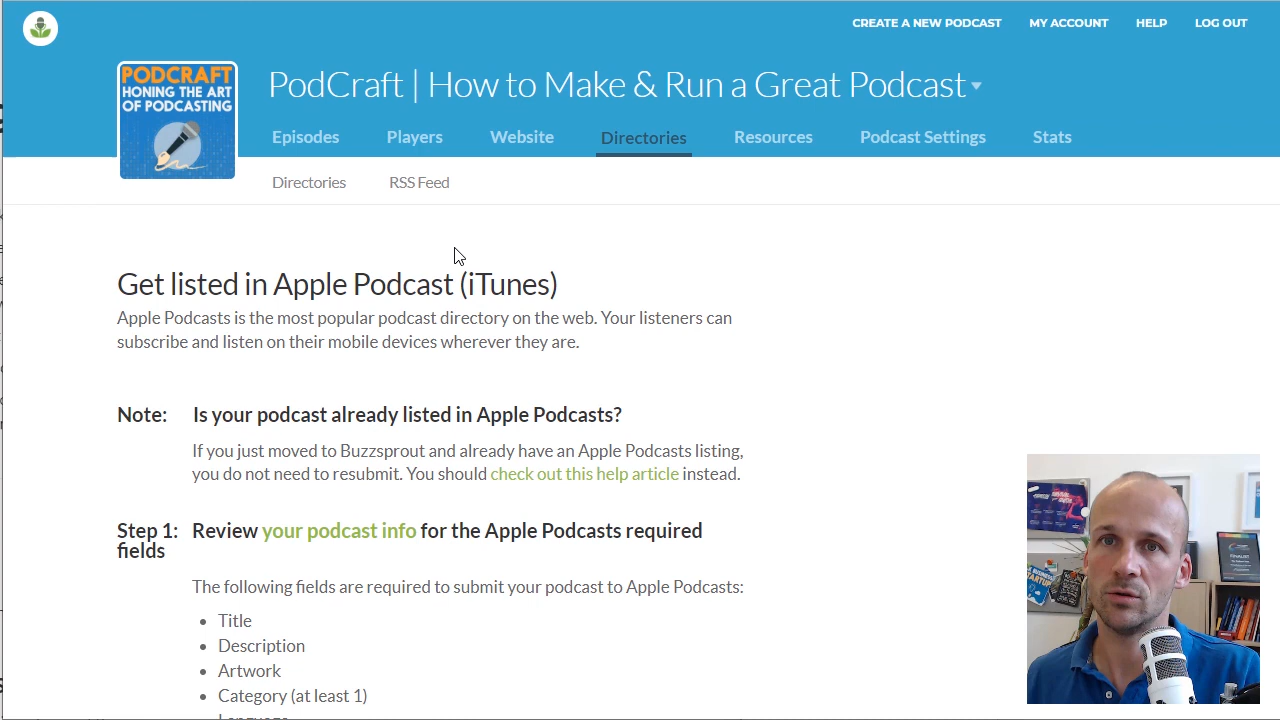 CREATE A NEW PODCAST MY ACCOUNT HELP LOG OUT
PODCRAFT
HONING THE ART
OF PODCASTING
PodCraft | How to Make & Run a Great Podcast
Episodes Players Website Directories Resources Podcast Settings Stats
Directories RSS Feed
Get listed in Apple Podcast (iTunes)
Apple Podcasts is the most popular podcast directory on the web. Your listeners can
subscribe and listen on their mobile devices wherever they are.
Note: Is your podcast already listed in Apple Podcasts?
If you just moved to Buzzsprout and already have an Apple Podcasts listing,
you do not need to resubmit. You should check out this help article instead.
Step 1: Review your podcast info for the Apple Podcasts required
fields
The following fields are required to submit your podcast to Apple Podcasts:
• Title
• Description
• Artwork
• Category (at least 1)
FINALIST
BUSINESS
STARTUP